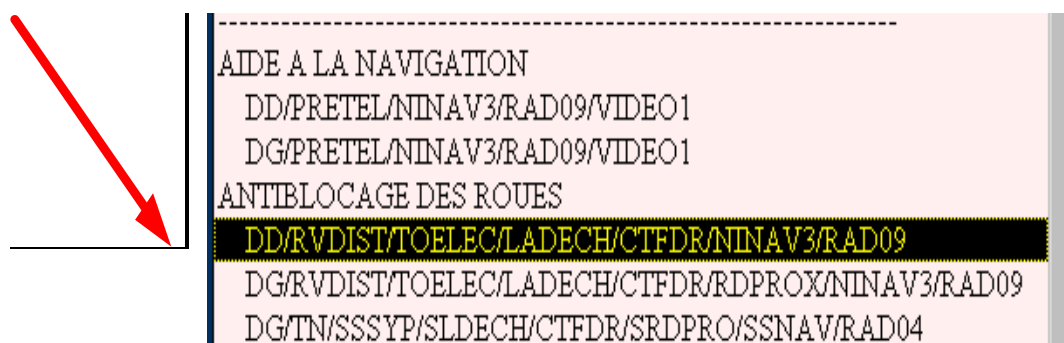 AIDE A LA NAVIGATION
DD/PRETEL/NINAV3/RAD09/VIDEO1
DG/PRETEL/NINAV3/RAD09/VIDEO1
ANTIBLOCAGE DES ROUES
DD/RVDIST/TOELEC/LADECH/CTFDR/NINAV3/RAD09
DG/RVDIST/TOELEC/LADECH/CTFDR/RDPROX/NINAV3/RAD09
DG/TN/SSSYP/SLDECH/CTFDR/SRDPRO/SSNAV/RAD04